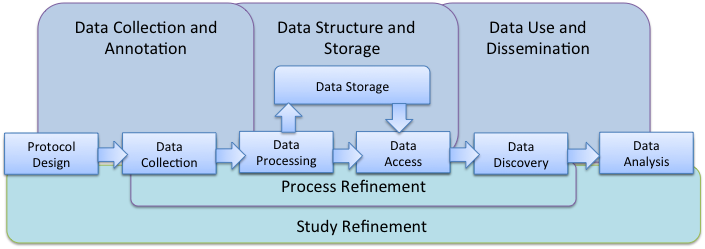 Data Collection and
Annotation
Data Structure and
Storage
Data Use and
Dissemination
Data Storage
Protocol
Design
Data
Collection
Data
Processing
Data
Access
Data
Discovery
Data
Analysis
Process Refinement
Study Refinement